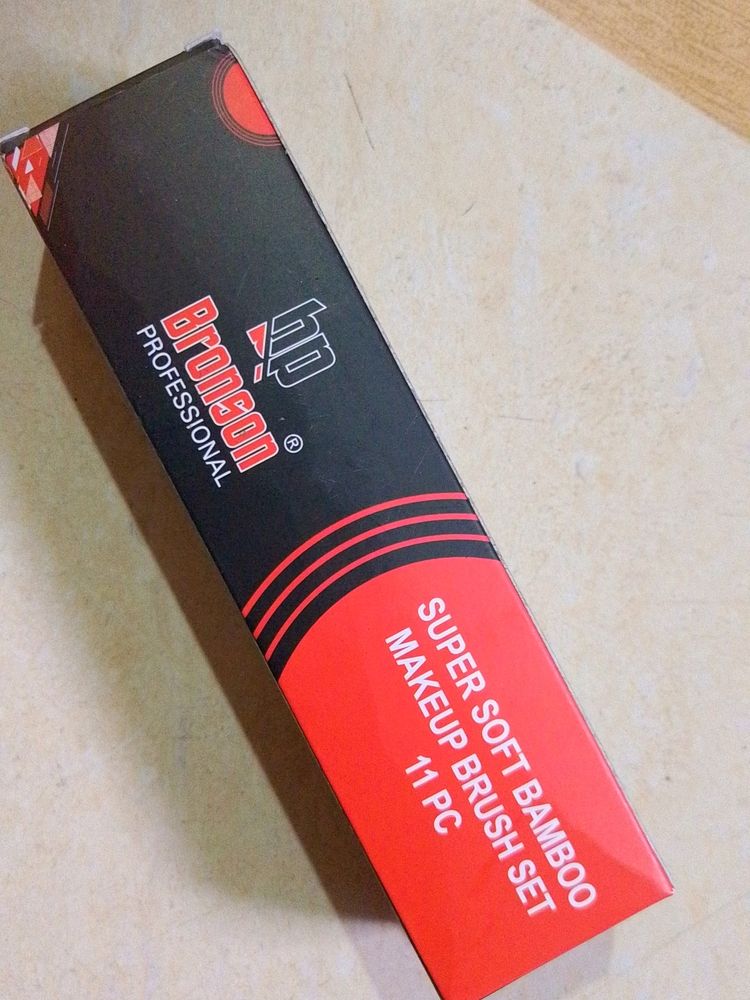 bp
Bronson®
PROFESSIONAL
SUPER SOFT BAMBOO
MAKEUP BRUSH SET
11 PC